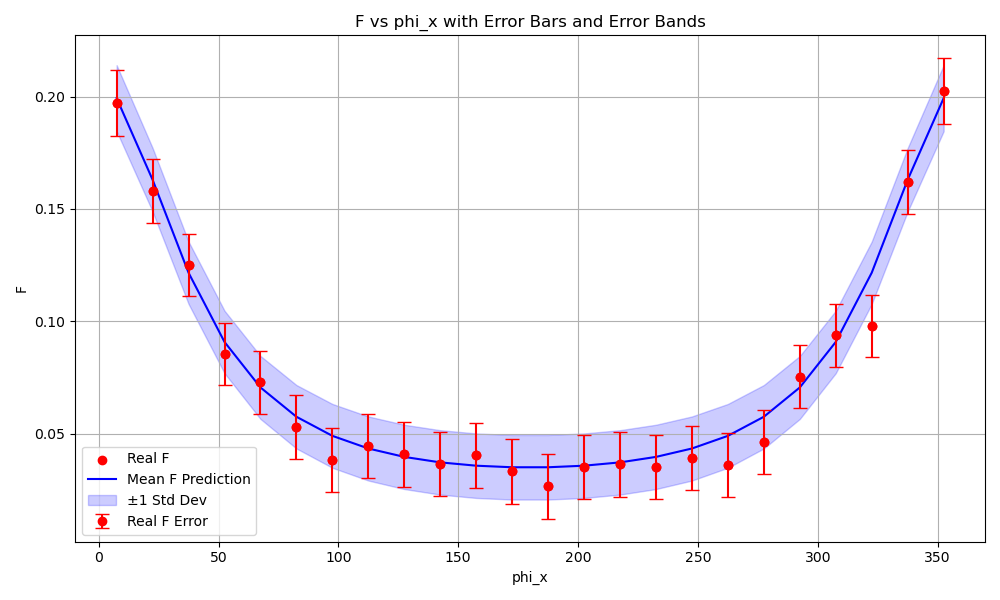 F vs phi_x with Error Bars and Error Bands
F
0.20
0.15
0.10
0.05
Real F
Mean F Prediction
±1 Std Dev
Real F Error
0 50 100 150 200 250 300 350
phi_x